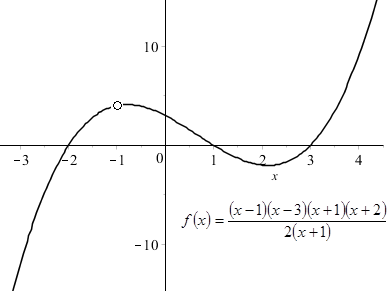 10
−3 −2 −1 0 1 2 3 4
x
f(x) = (x−1)(x−3)(x+1)(x+2) / 2(x+1)
−10